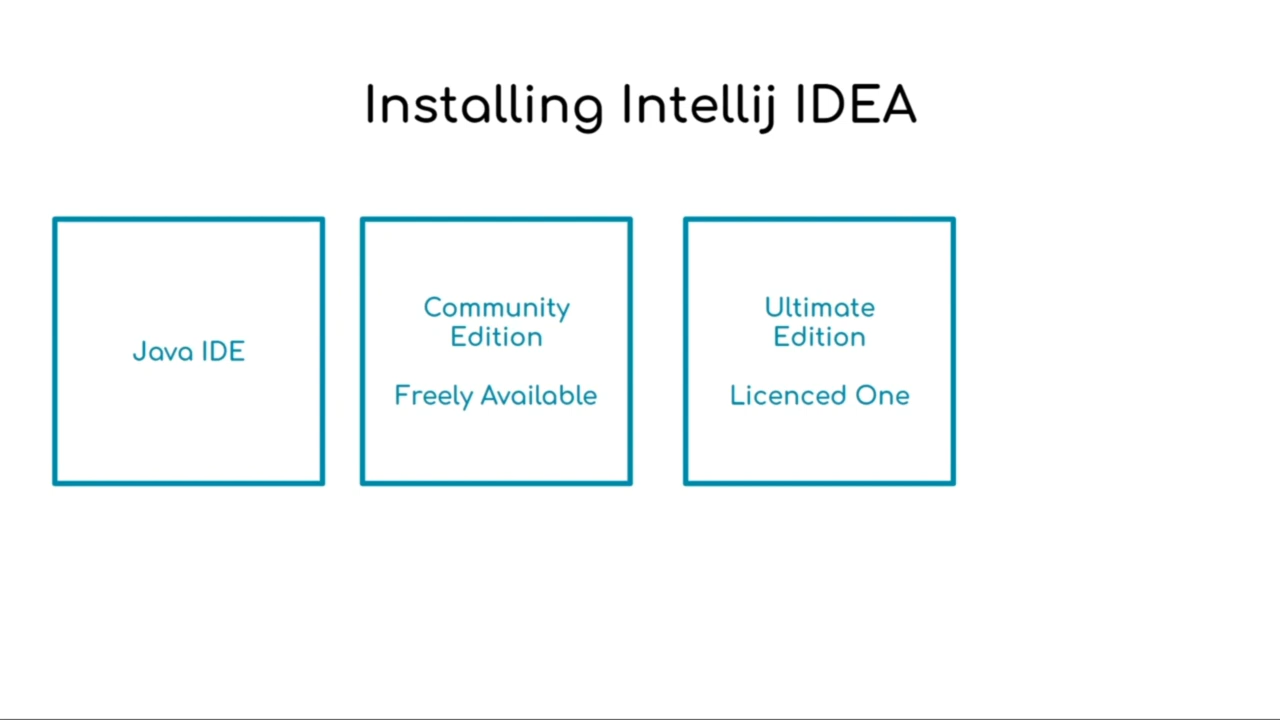 Installing Intellij IDEA
Java IDE
Community
Edition
Freely Available
Ultimate
Edition
Licenced One